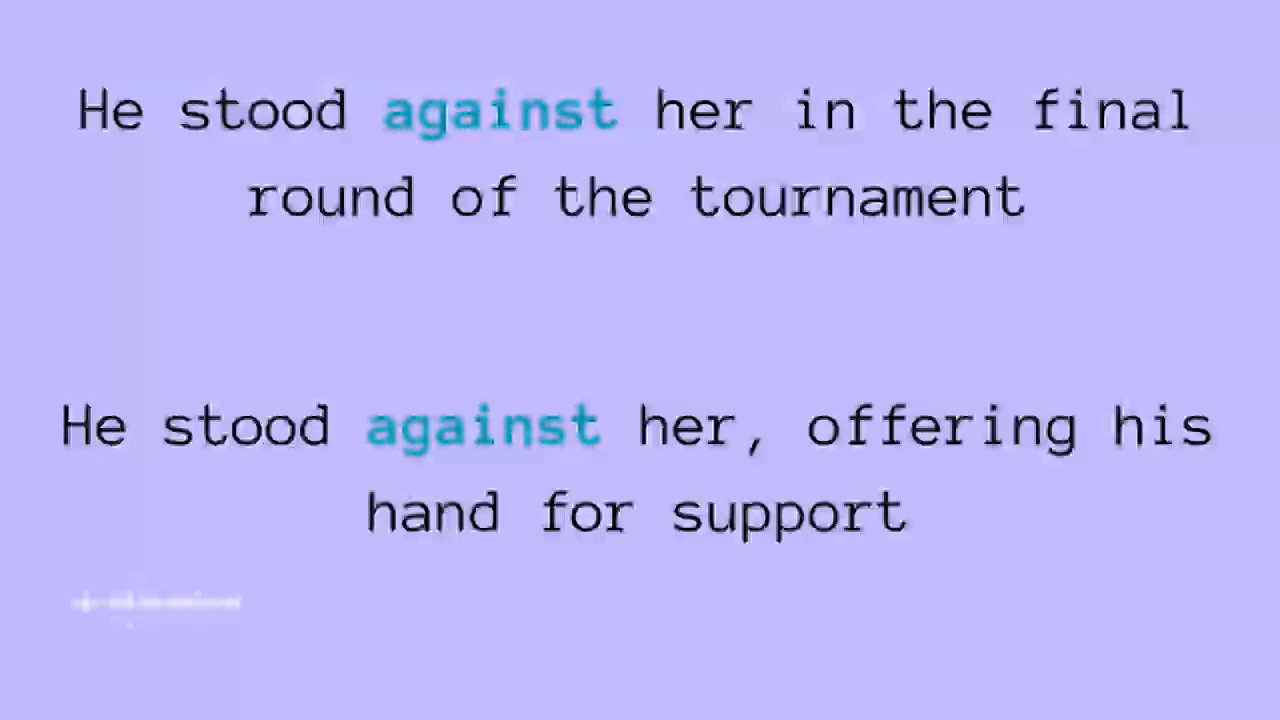 He stood against her in the final
round of the tournament
He stood against her, offering his
hand for support